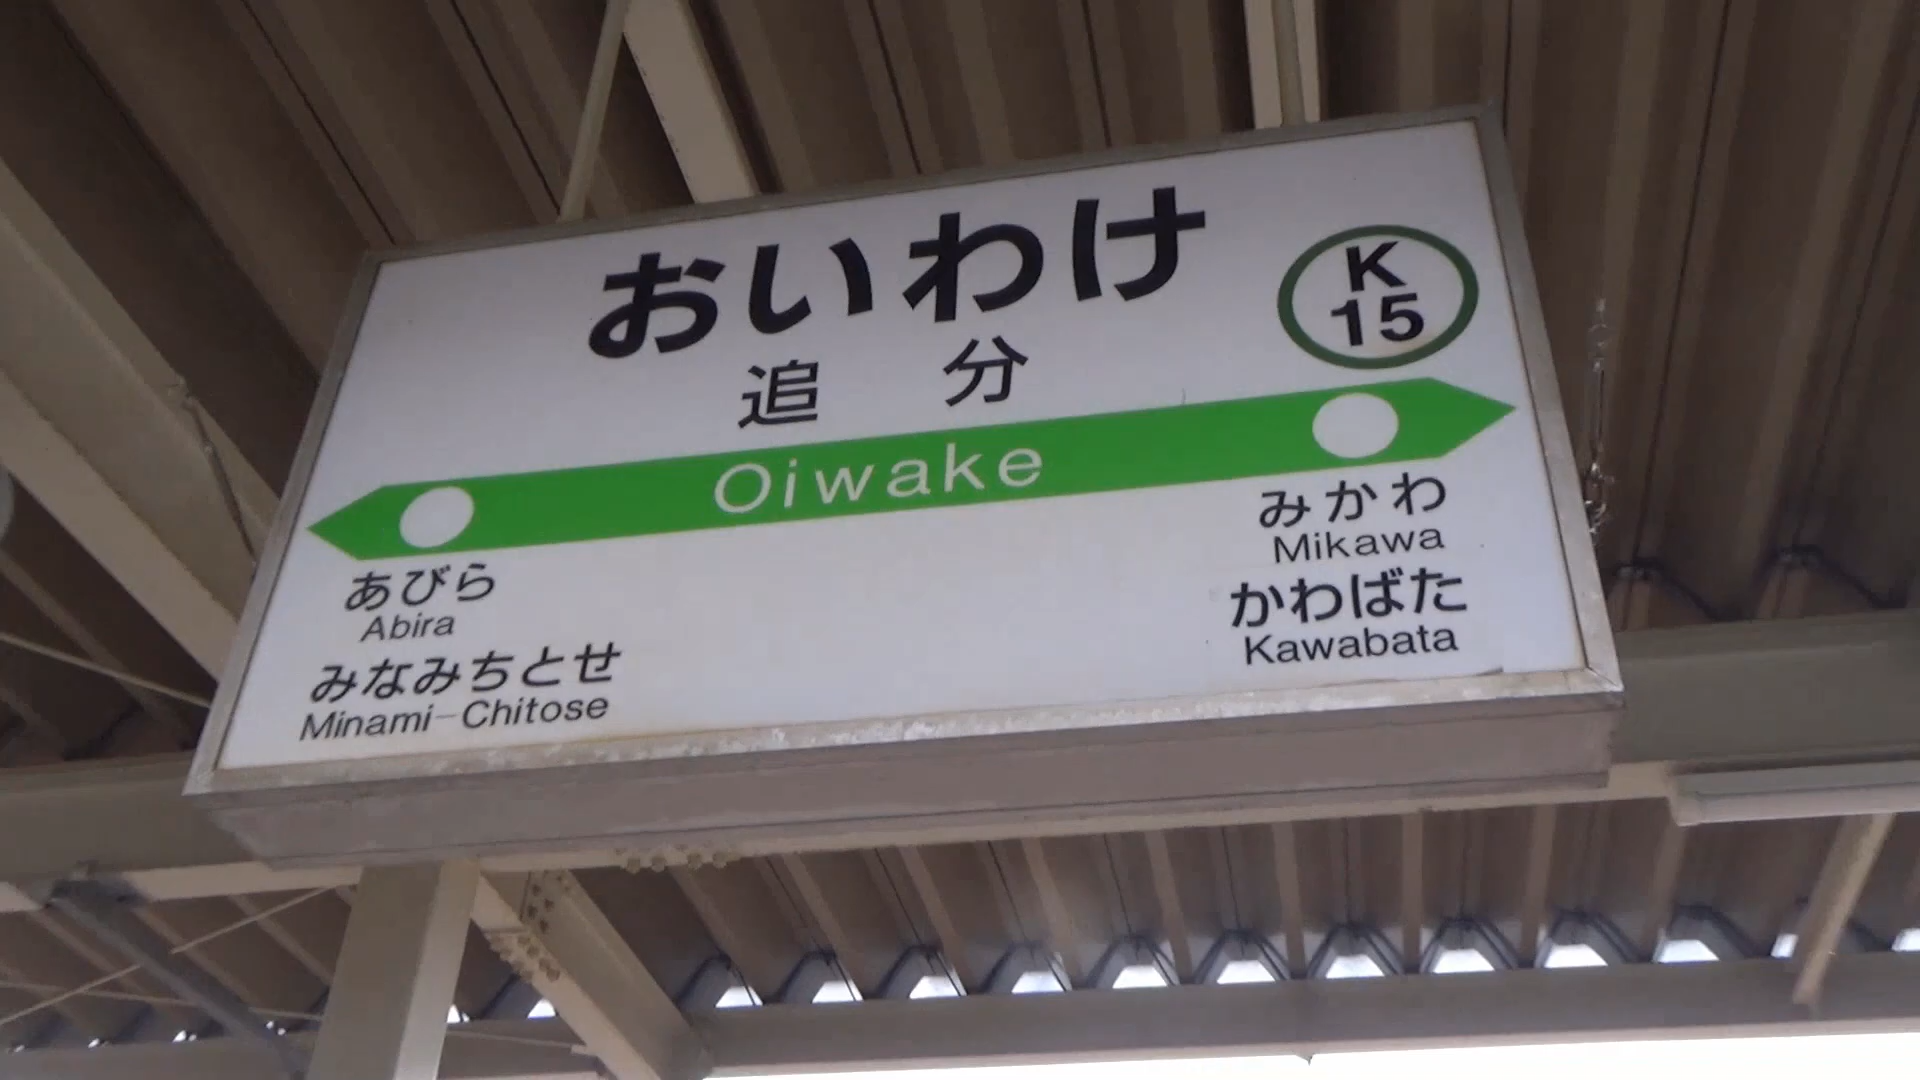 おいわけ
K
15
追分
Oiwake
あびら
Abira
みなみちとせ
Minami-Chitose
みかわ
Mikawa
かわばた
Kawabata